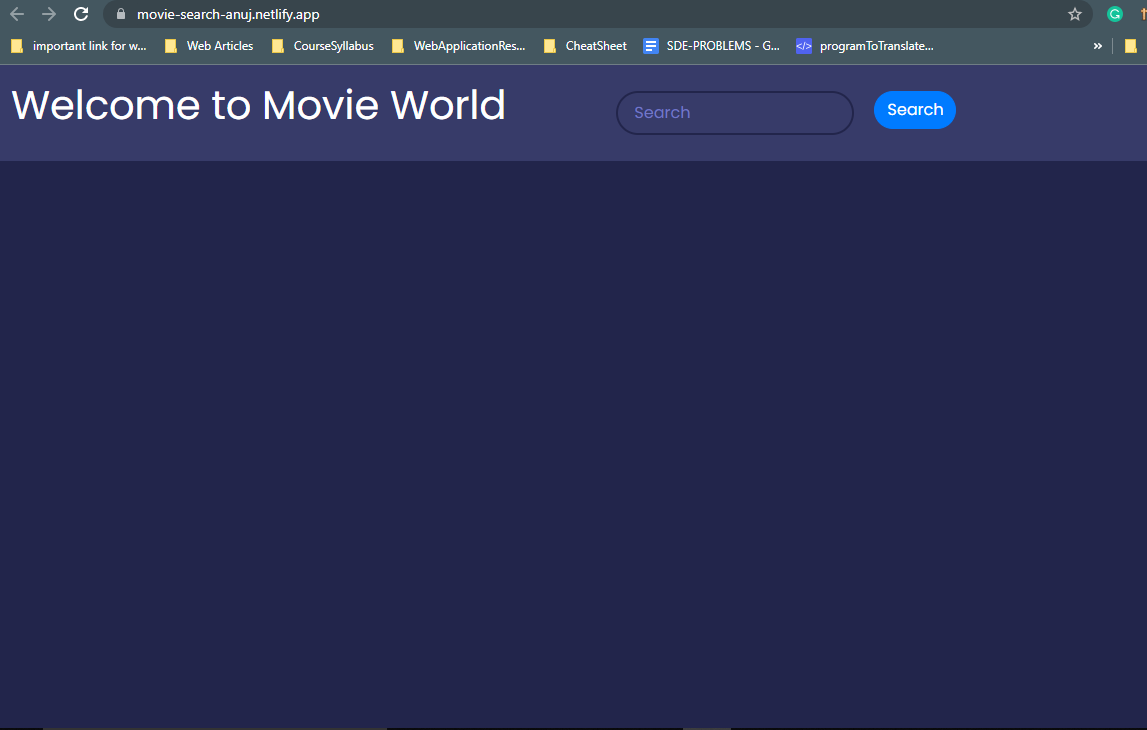 movie-search-anuj.netlify.app
important link for w... Web Articles CourseSyllabus WebApplicationRes... CheatSheet SDE-PROBLEMS - G... </> programToTranslate... »
Welcome to Movie World Search Search